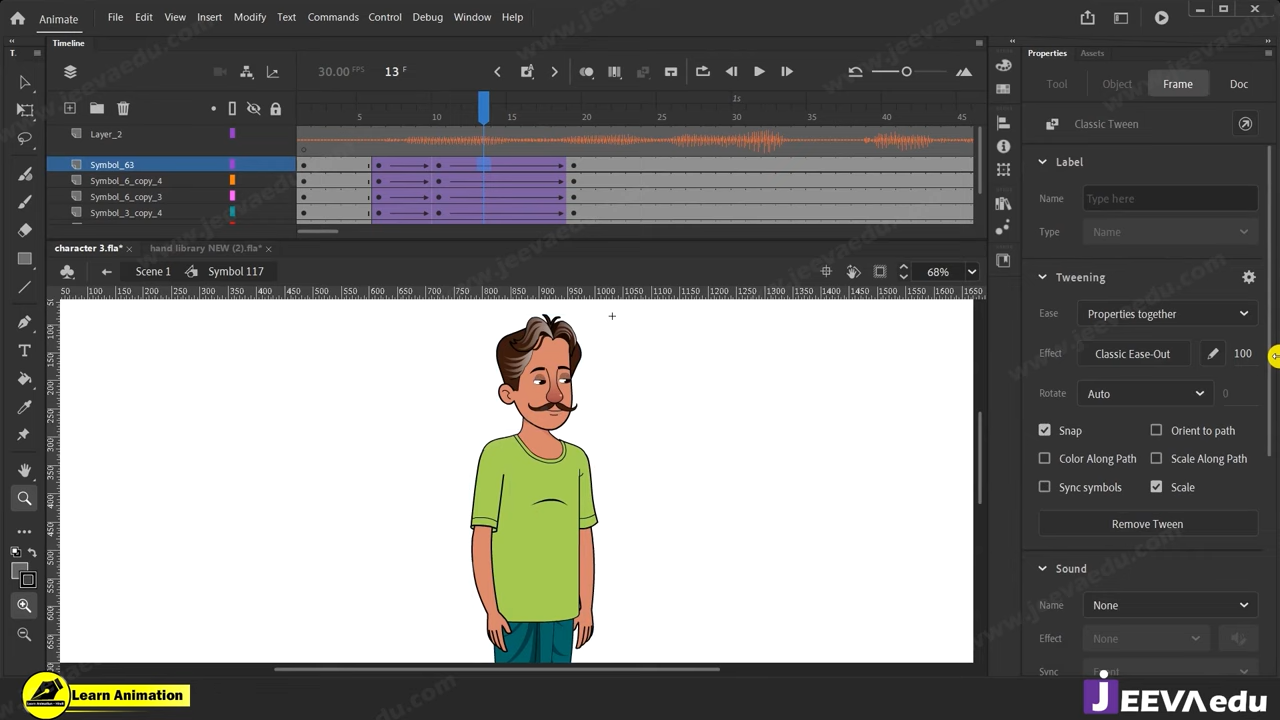 Animate File Edit View Insert Modify Text Commands Control Debug Window Help
Timeline
30.00 FPS 13 F
1s
5 10 15 20 25 30 35 40 45
Layer_2
Symbol_63
Symbol_6_copy_4
Symbol_6_copy_3
Symbol_3_copy_4
character 3.fla* × hand library NEW (2).fla* ×
Scene 1 Symbol 117 68%
50 100 150 200 250 300 350 400 450 500 550 600 650 700 750 800 850 900 950 1000 1050 1100 1150 1200 1250 1300 1350 1400 1450 1500 1550 1600 1650
Properties Assets
Tool Object Frame Doc
Classic Tween
Label
Name Type here
Type Name
Tweening
Ease Properties together
Effect Classic Ease-Out 100
Rotate Auto 0
Snap Orient to path
Color Along Path Scale Along Path
Sync symbols Scale
Remove Tween
Sound
Name None
Effect None
Sync Event
Learn Animation
JEEVA edu
www.jeevaedu.com